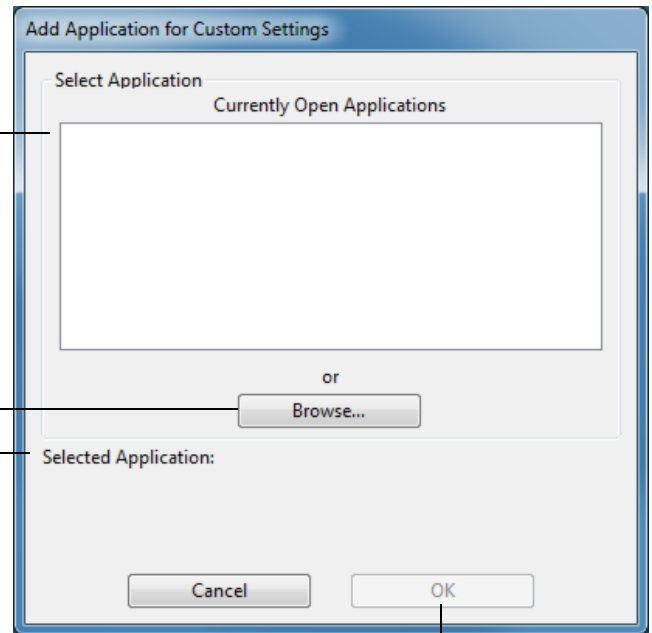 Add Application for Custom Settings
Select Application
Currently Open Applications
or
Browse...
Selected Application:
Cancel
OK